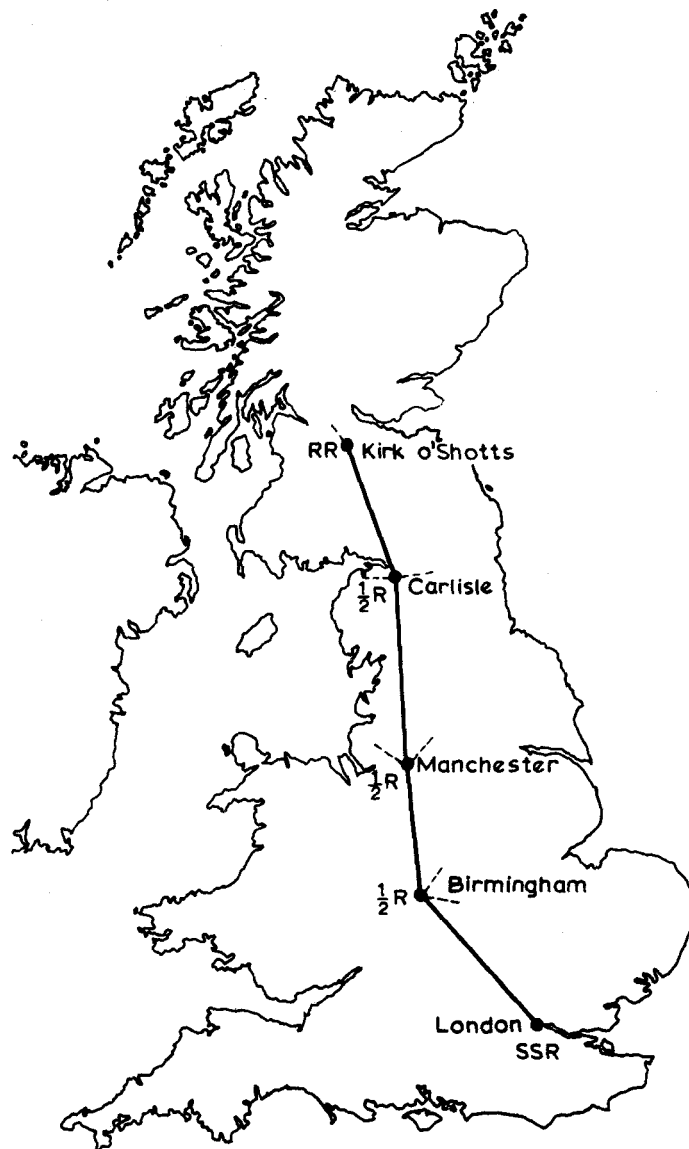 RR Kirk o'Shotts
½R Carlisle
½R Manchester
½R Birmingham
London
SSR